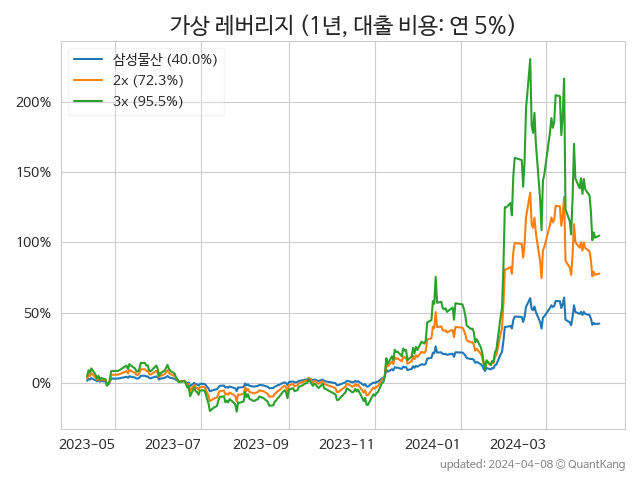 가상 레버리지 (1년, 대출 비용: 연 5%)
삼성물산 (40.0%)
2x (72.3%)
3x (95.5%)
200%
150%
100%
50%
0%
2023-05 2023-07 2023-09 2023-11 2024-01 2024-03
updated: 2024-04-08 © QuantKang